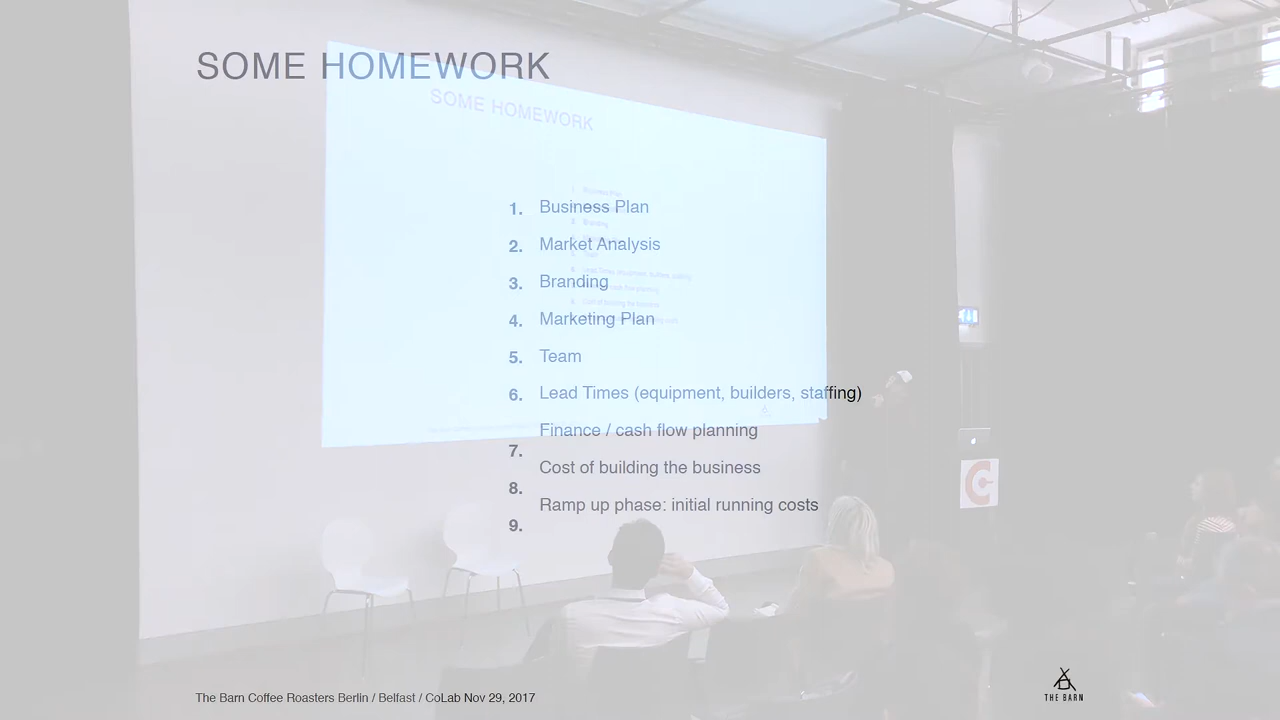 SOME HOMEWORK
SOME HOMEWORK
1. Business Plan
2. Market Analysis
3. Branding
4. Marketing Plan
5. Team
6. Lead Times (equipment, builders, staffing)
7. Finance / cash flow planning
8. Cost of building the business
9. Ramp up phase: initial running costs
The Barn Coffee Roasters Berlin / Belfast / CoLab Nov 29, 2017
THE BARN